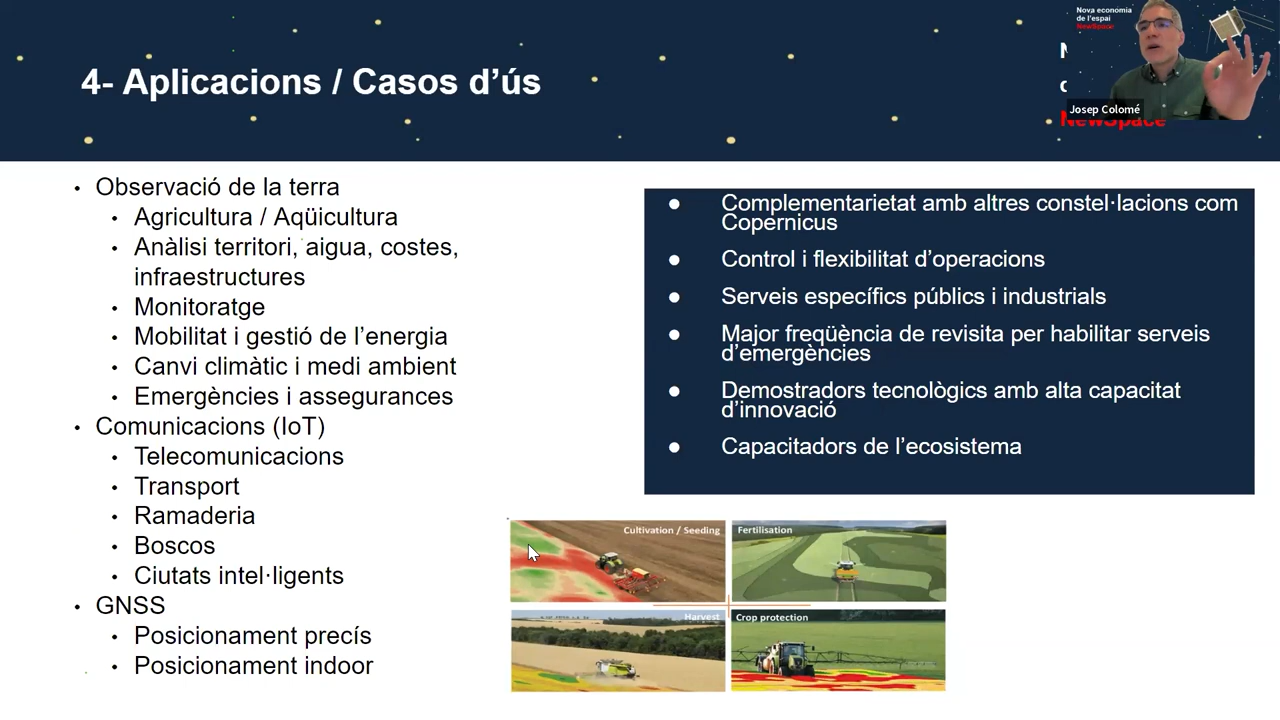 4- Aplicacions / Casos d'ús
Nova economia
de l'espai
NewSpace
Josep Colomé
NewSpace
• Observació de la terra
• Agricultura / Aqüicultura
• Anàlisi territori, aigua, costes,
infraestructures
• Monitoratge
• Mobilitat i gestió de l'energia
• Canvi climàtic i medi ambient
• Emergències i assegurances
• Comunicacions (IoT)
• Telecomunicacions
• Transport
• Ramaderia
• Boscos
• Ciutats intel·ligents
• GNSS
• Posicionament precís
• Posicionament indoor
● Complementarietat amb altres constel·lacions com
Copernicus
● Control i flexibilitat d'operacions
● Serveis específics públics i industrials
● Major freqüència de revisita per habilitar serveis
d'emergències
● Demostradors tecnològics amb alta capacitat
d'innovació
● Capacitadors de l'ecosistema
Cultivation / Seeding
Fertilisation
Harvest
Crop protection